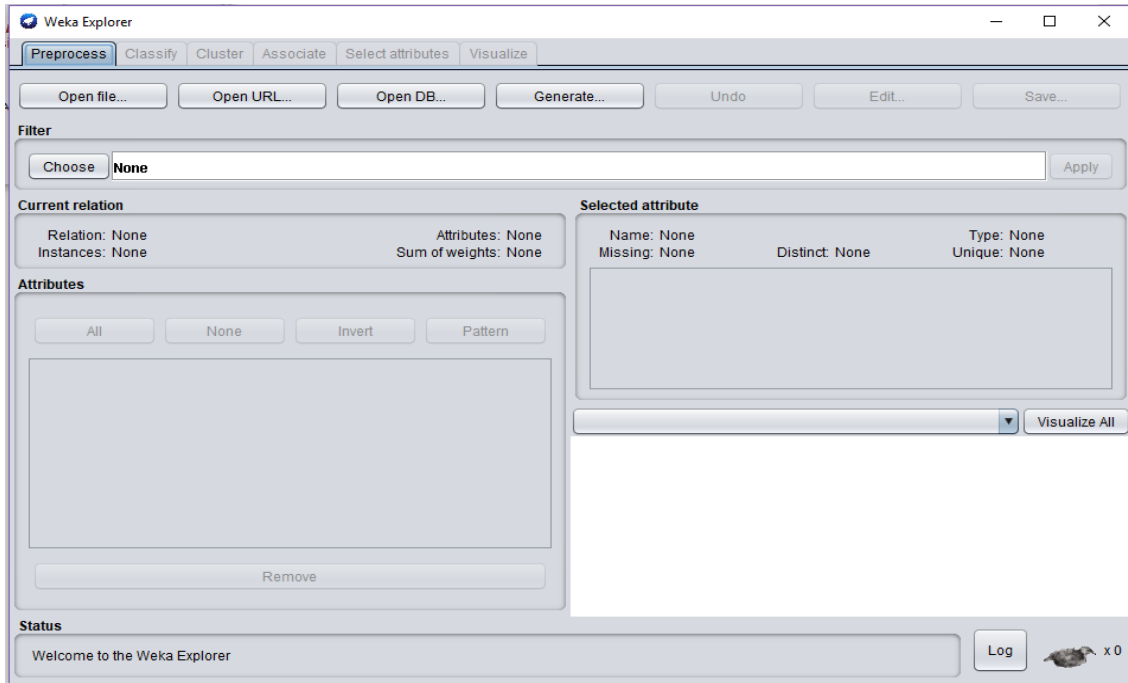 Weka Explorer
Preprocess Classify Cluster Associate Select attributes Visualize
Open file... Open URL... Open DB... Generate... Undo Edit... Save...
Filter
Choose None Apply
Current relation
Relation: None Attributes: None
Instances: None Sum of weights: None
Selected attribute
Name: None Type: None
Missing: None Distinct: None Unique: None
Attributes
All None Invert Pattern
Remove
Visualize All
Status
Welcome to the Weka Explorer
Log x 0